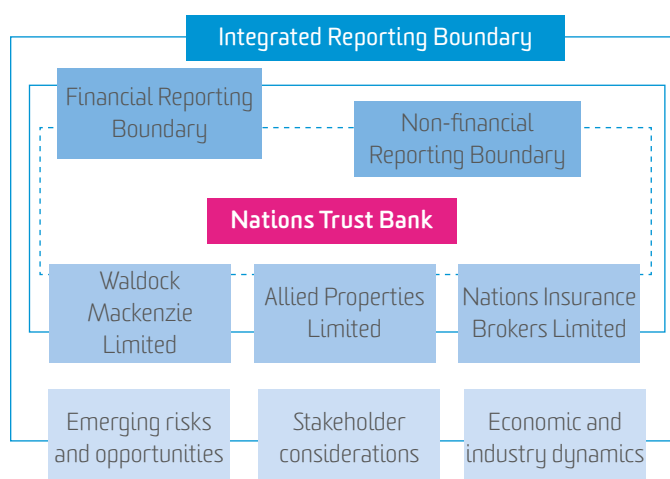 Integrated Reporting Boundary
Financial Reporting
Boundary
Non-financial
Reporting Boundary
Nations Trust Bank
Waldock
Mackenzie
Limited
Allied Properties
Limited
Nations Insurance
Brokers Limited
Emerging risks
and opportunities
Stakeholder
considerations
Economic and
industry dynamics